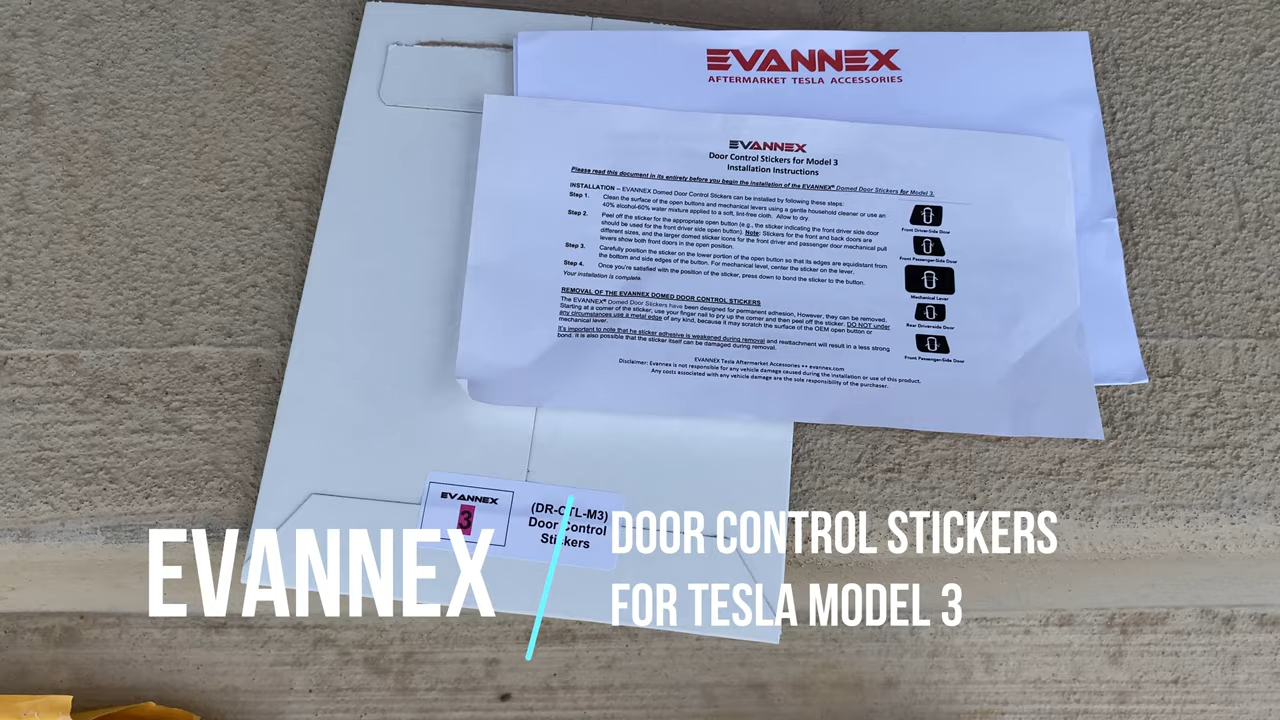 EVANNEX
AFTERMARKET TESLA ACCESSORIES
EVANNEX
Door Control Stickers for Model 3
Installation Instructions
Please read this document in its entirety before you begin the installation of the EVANNEX® Domed Door Stickers for Model 3.
INSTALLATION – EVANNEX Domed Door Control Stickers can be installed by following these steps:
Step 1. Clean the surface of the open buttons and mechanical levers using a gentle household cleaner or use an
40% alcohol-60% water mixture applied to a soft, lint-free cloth. Allow to dry.
Step 2. Peel off the sticker for the appropriate open button (e.g., the sticker indicating the front driver side door
should be used for the front driver side open button). Note: Stickers for the front and back doors are
different sizes, and the larger domed sticker icons for the front driver and passenger door mechanical pull
levers show both front doors in the open position.
Step 3. Carefully position the sticker on the lower portion of the open button so that its edges are equidistant from
the bottom and side edges of the button. For mechanical level, center the sticker on the lever.
Step 4. Once you're satisfied with the position of the sticker, press down to bond the sticker to the button.
Your installation is complete.
Front Driver-Side Door
Front Passenger-Side Door
Mechanical Lever
Rear Driver-side Door
Front Passenger-Side Door
REMOVAL OF THE EVANNEX DOMED DOOR CONTROL STICKERS
The EVANNEX® Domed Door Stickers have been designed for permanent adhesion, However, they can be removed.
Starting at a corner of the sticker, use your finger nail to pry up the corner and then peel off the sticker. DO NOT under
any circumstances use a metal edge of any kind, because it may scratch the surface of the OEM open button or
mechanical lever.
It's important to note that he sticker adhesive is weakened during removal and reattachment will result in a less strong
bond. It is also possible that the sticker itself can be damaged during removal.
EVANNEX Tesla Aftermarket Accessories •• evannex.com
Disclaimer: Evannex is not responsible for any vehicle damage caused during the installation or use of this product.
Any costs associated with any vehicle damage are the sole responsibility of the purchaser.
EVANNEX
3
(DR-CTL-M3)
Door Control
Stickers
EVANNEX
DOOR CONTROL STICKERS
FOR TESLA MODEL 3